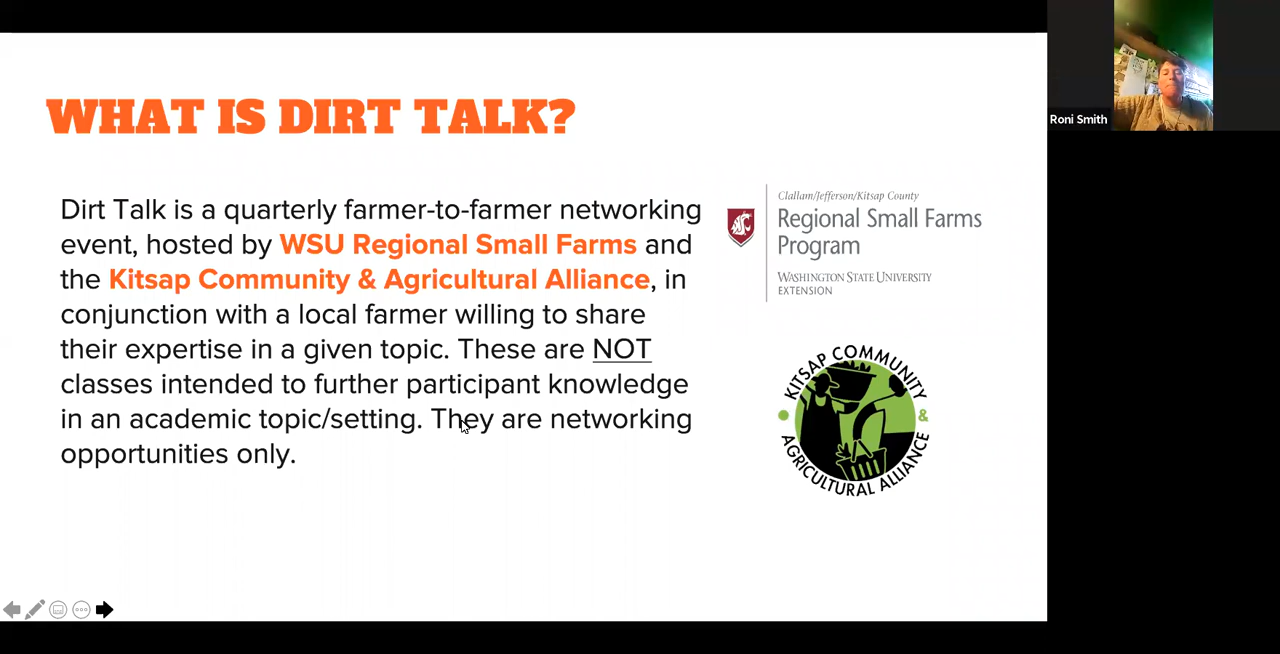 WHAT IS DIRT TALK?
Dirt Talk is a quarterly farmer-to-farmer networking
event, hosted by WSU Regional Small Farms and
the Kitsap Community & Agricultural Alliance, in
conjunction with a local farmer willing to share
their expertise in a given topic. These are NOT
classes intended to further participant knowledge
in an academic topic/setting. They are networking
opportunities only.
Clallam/Jefferson/Kitsap County
Regional Small Farms
Program
WASHINGTON STATE UNIVERSITY
EXTENSION
KITSAP COMMUNITY
&
AGRICULTURAL ALLIANCE
Roni Smith